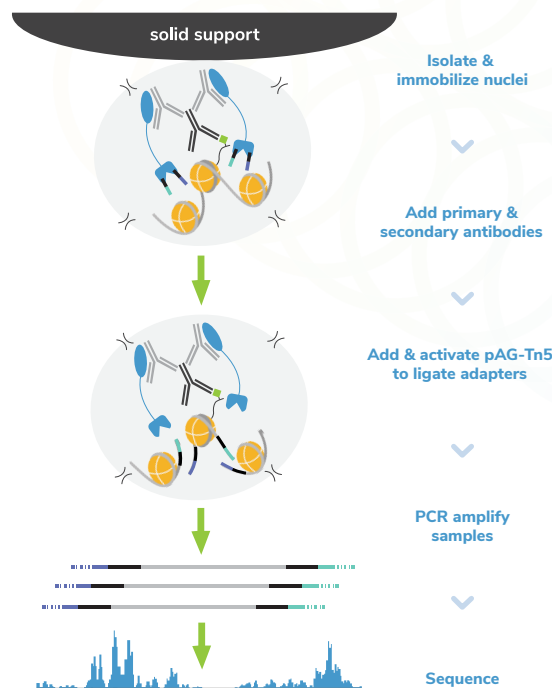 solid support
Isolate &
immobilize nuclei
Add primary &
secondary antibodies
Add & activate pAG-Tn5
to ligate adapters
PCR amplify
samples
Sequence